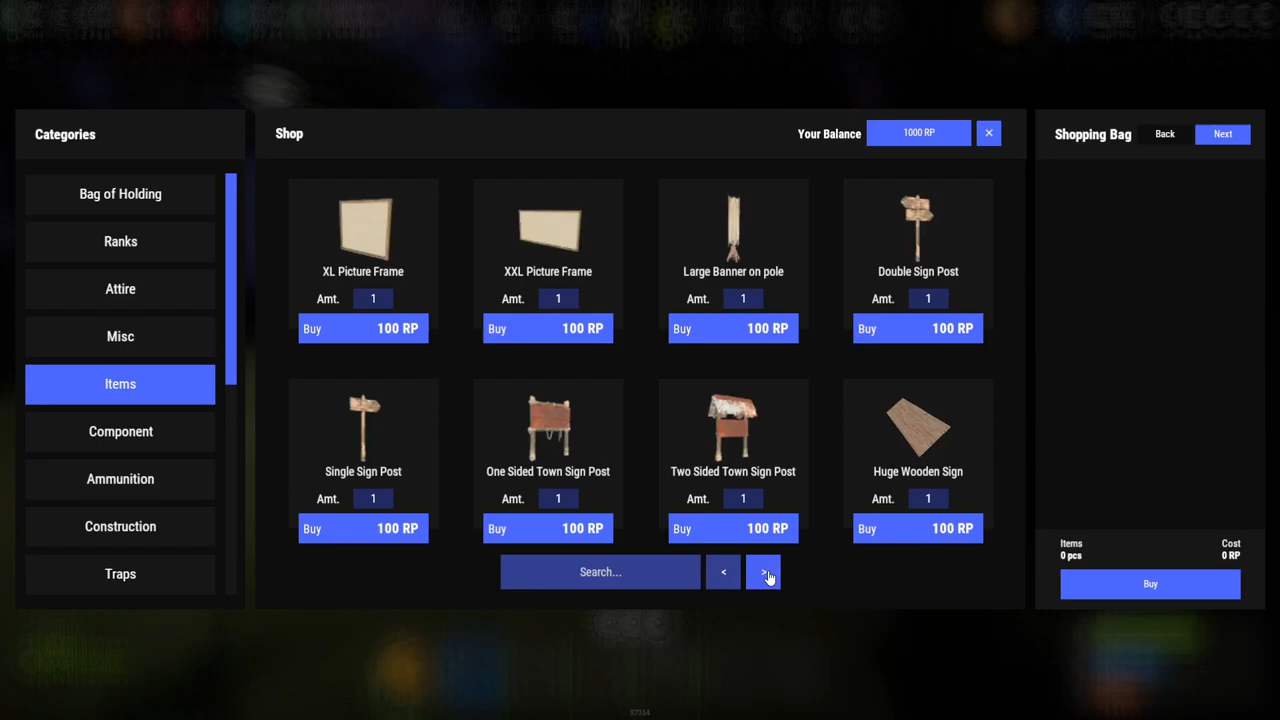 Categories
Bag of Holding
Ranks
Attire
Misc
Items
Component
Ammunition
Construction
Traps
Shop
Your Balance
1000 RP
×
XL Picture Frame
Amt. 1
Buy 100 RP
XXL Picture Frame
Amt. 1
Buy 100 RP
Large Banner on pole
Amt. 1
Buy 100 RP
Double Sign Post
Amt. 1
Buy 100 RP
Single Sign Post
Amt. 1
Buy 100 RP
One Sided Town Sign Post
Amt. 1
Buy 100 RP
Two Sided Town Sign Post
Amt. 1
Buy 100 RP
Huge Wooden Sign
Amt. 1
Buy 100 RP
Search...
<
>
Shopping Bag
Back
Next
Items Cost
0 pcs 0 RP
Buy